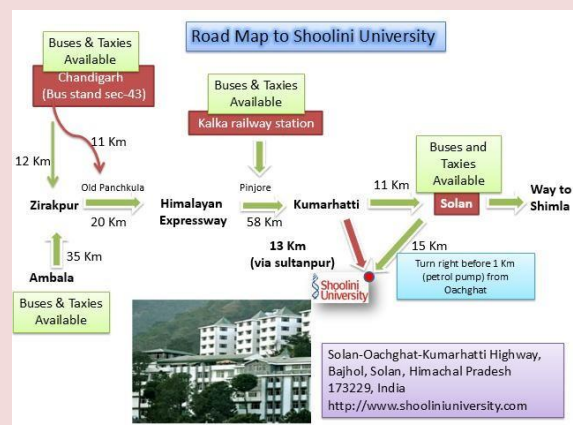 Road Map to Shoolini University
Buses & Taxies
Available
Chandigarh
(Bus stand sec-43)
Buses & Taxies
Available
Kalka railway station
Buses and
Taxies
Available
Solan
12 Km
11 Km
Old Panchkula
Zirakpur
20 Km
Himalayan
Expressway
Pinjore
58 Km
Kumarhatti
11 Km
Way to
Shimla
35 Km
Ambala
Buses & Taxies
Available
13 Km
(via sultanpur)
15 Km
Shoolini
University
Turn right before 1 Km
(petrol pump) from
Oachghat
Solan-Oachghat-Kumarhatti Highway,
Bajhol, Solan, Himachal Pradesh
173229, India
http://www.shooliniuniversity.com